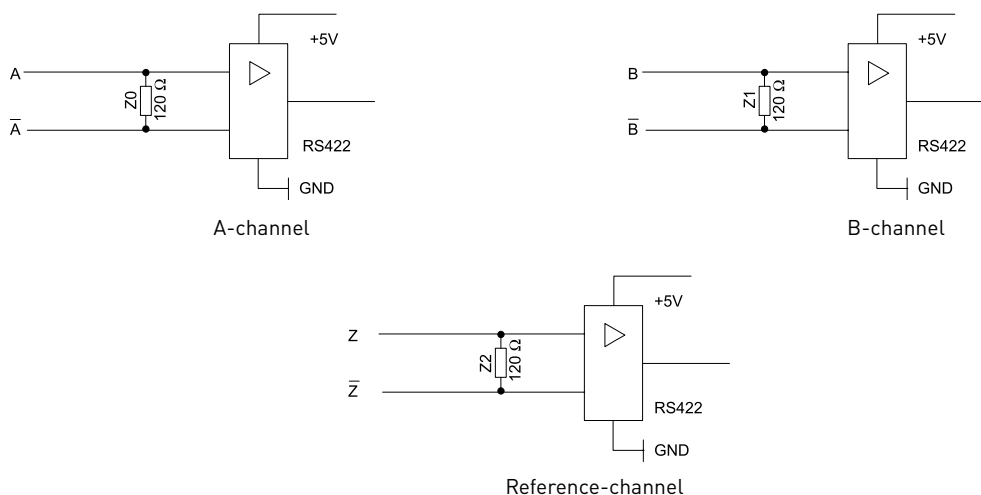 +5V
A
Z0
120 Ω
A̅
RS422
GND
A-channel
+5V
B
Z1
120 Ω
B̅
RS422
GND
B-channel
+5V
Z
Z2
120 Ω
Z̅
RS422
GND
Reference-channel